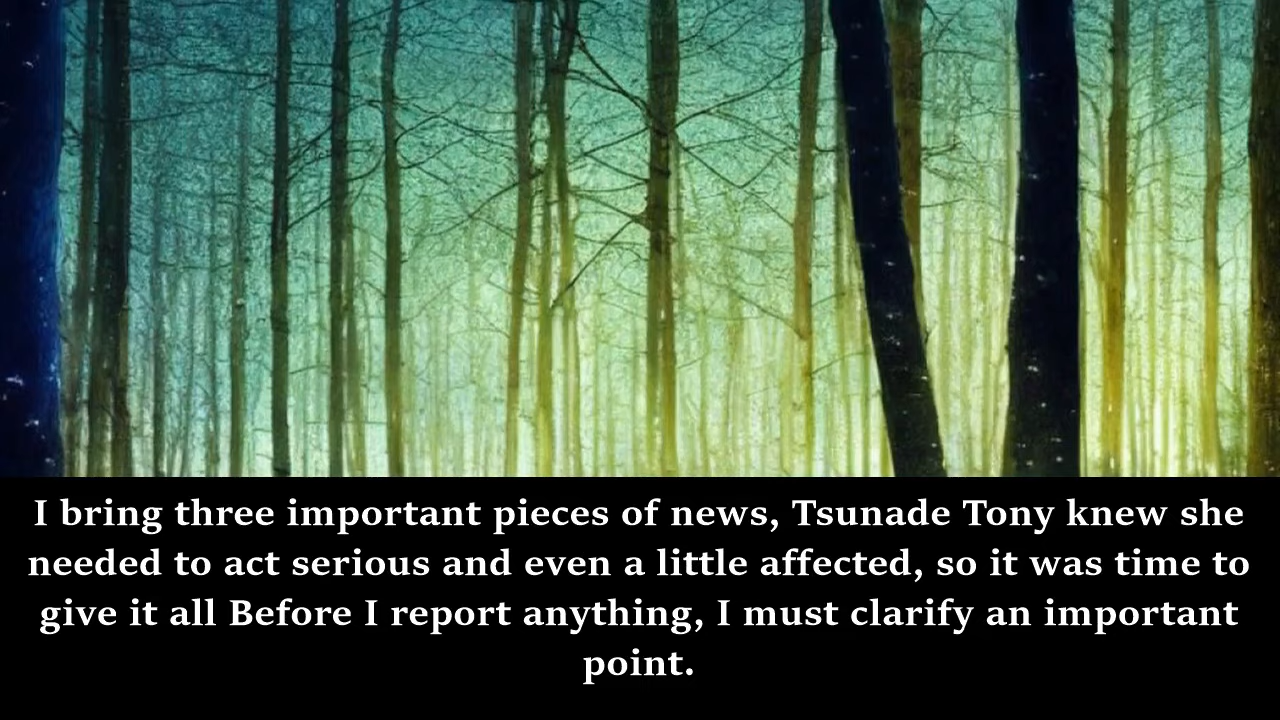 I bring three important pieces of news, Tsunade Tony knew she
needed to act serious and even a little affected, so it was time to
give it all Before I report anything, I must clarify an important
point.